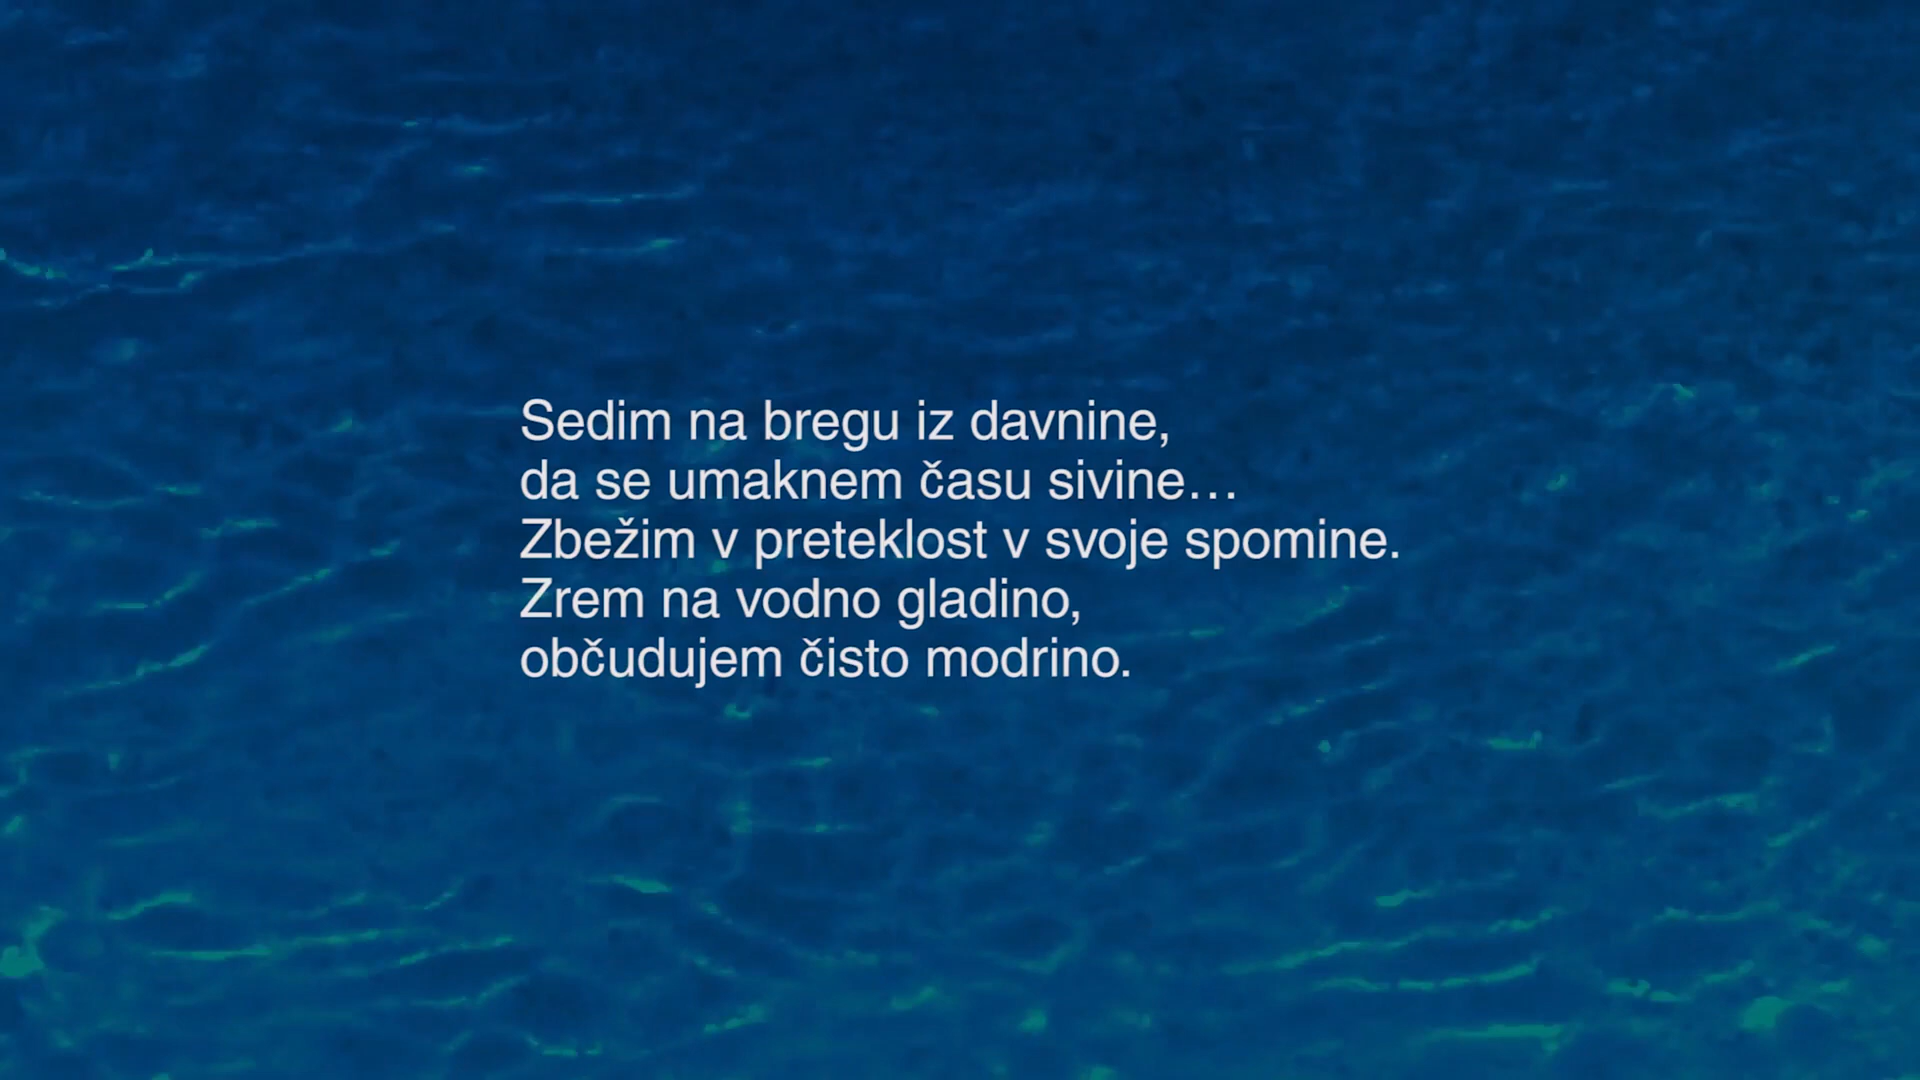 Sedim na bregu iz davnine,
da se umaknem času sivine…
Zbežim v preteklost v svoje spomine.
Zrem na vodno gladino,
občudujem čisto modrino.